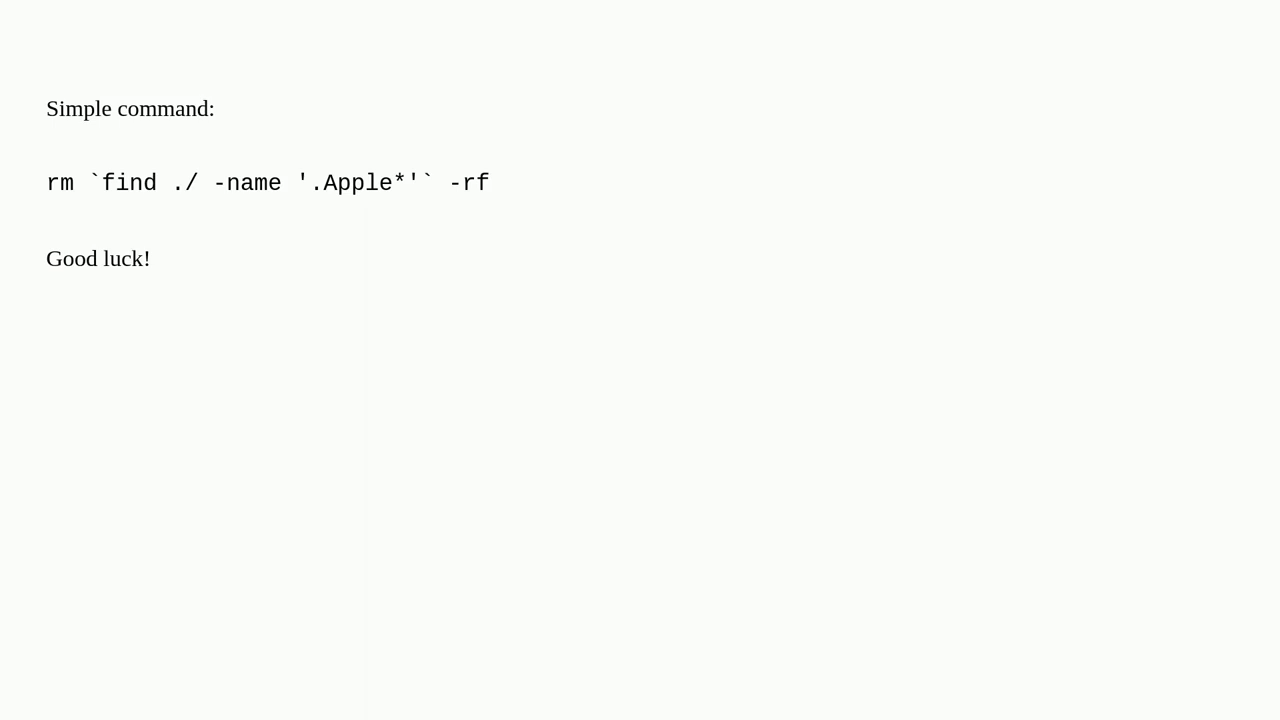 Simple command:
rm `find ./ -name '.Apple*'` -rf
Good luck!